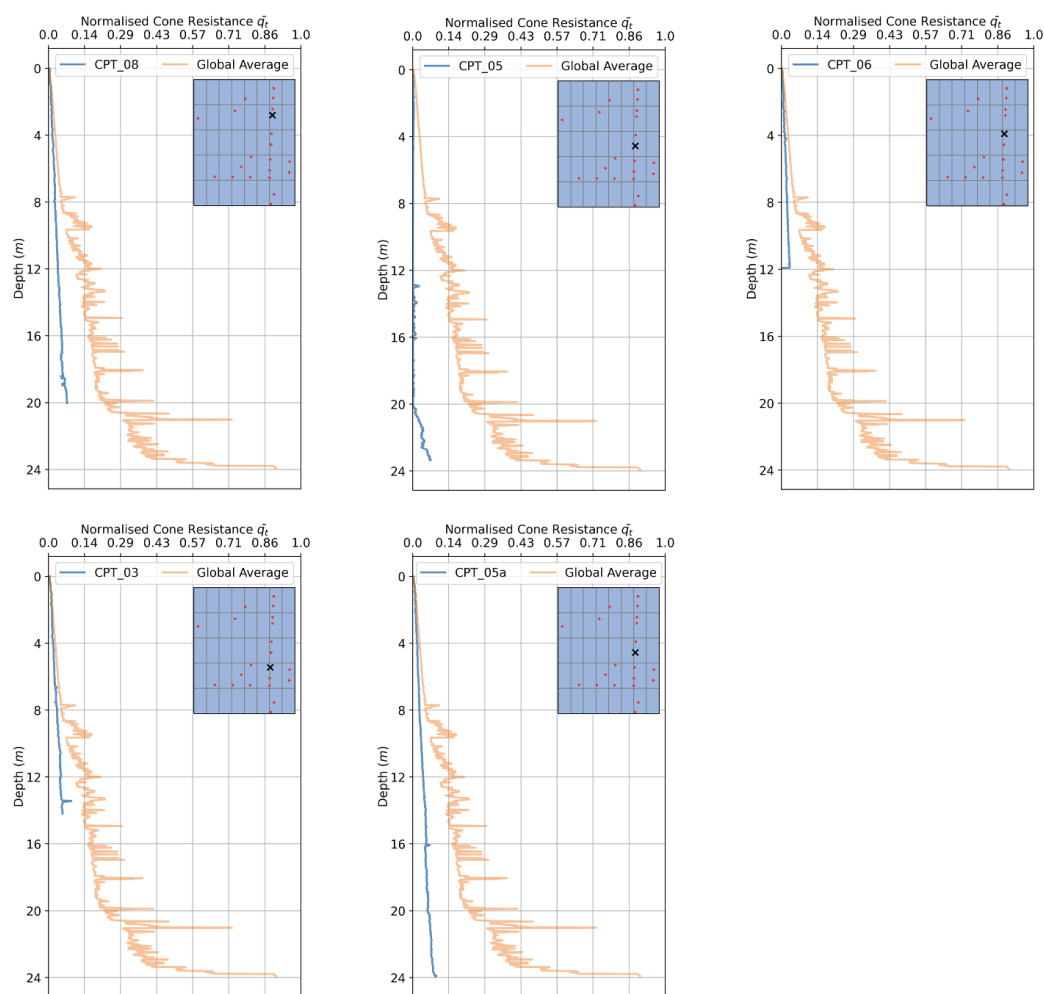 Normalised Cone Resistance q̄ₜ
0.0 0.14 0.29 0.43 0.57 0.71 0.86 1.0
CPT_08 Global Average
0
4
8
12
16
20
24
Depth (m)
Normalised Cone Resistance q̄ₜ
0.0 0.14 0.29 0.43 0.57 0.71 0.86 1.0
CPT_05 Global Average
0
4
8
12
16
20
24
Depth (m)
Normalised Cone Resistance q̄ₜ
0.0 0.14 0.29 0.43 0.57 0.71 0.86 1.0
CPT_06 Global Average
0
4
8
12
16
20
24
Depth (m)
Normalised Cone Resistance q̄ₜ
0.0 0.14 0.29 0.43 0.57 0.71 0.86 1.0
CPT_03 Global Average
0
4
8
12
16
20
24
Depth (m)
Normalised Cone Resistance q̄ₜ
0.0 0.14 0.29 0.43 0.57 0.71 0.86 1.0
CPT_05a Global Average
0
4
8
12
16
20
24
Depth (m)